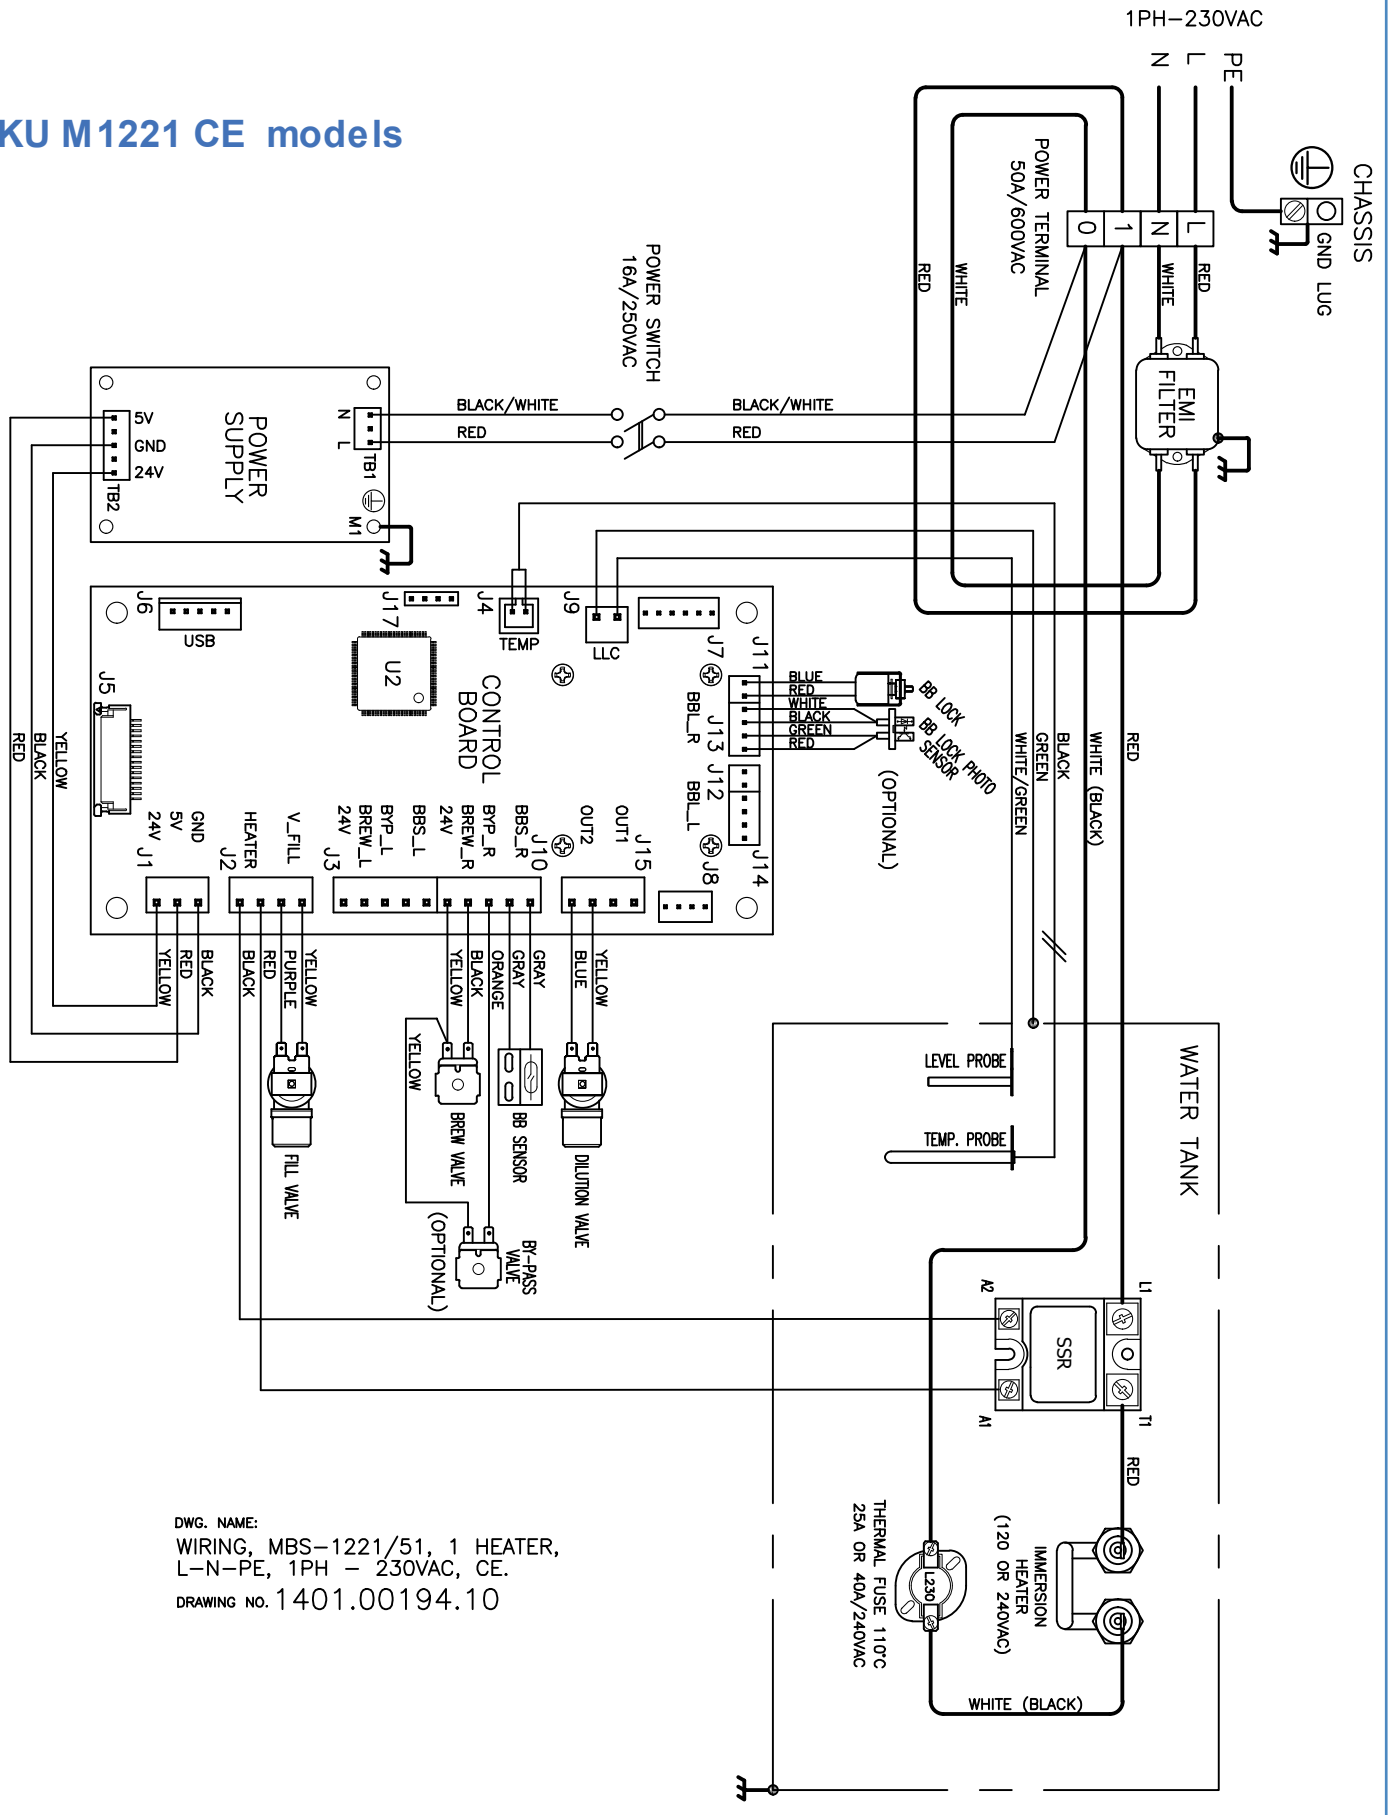 1PH-230VAC
N
L
PE
CHASSIS
GND LUG
KU M1221 CE models
POWER TERMINAL
50A/600VAC
0
1
N
L
RED
WHITE
WHITE
RED
EMI
FILTER
POWER SWITCH
16A/250VAC
BLACK/WHITE
BLACK/WHITE
RED
RED
N
L
TB1
M1
POWER
SUPPLY
5V
GND
24V
TB2
J6
USB
J17
J4
TEMP
J9
LLC
J7
J11
U2
CONTROL
BOARD
J5
BBL_R
J13
J12
BBL_L
J14
J8
BLUE
RED
WHITE
BLACK
GREEN
RED
BB LOCK
BB LOCK PHOTO
SENSOR
(OPTIONAL)
WHITE/GREEN
GREEN
BLACK
WHITE (BLACK)
RED
RED
BLACK
YELLOW
24V
5V
GND
J1
HEATER
V_FILL
J2
24V
BREW_L
BYP_L
BBS_L
J3
24V
BREW_R
BYP_R
BBS_R
J10
OUT2
OUT1
J15
YELLOW
RED
BLACK
BLACK
RED
PURPLE
YELLOW
YELLOW
BLACK
ORANGE
GRAY
GRAY
BLUE
YELLOW
YELLOW
FILL VALVE
BREW VALVE
BB SENSOR
DILUTION VALVE
BY-PASS
VALVE
(OPTIONAL)
LEVEL PROBE
TEMP. PROBE
WATER TANK
A2
L1
SSR
A1
T1
RED
THERMAL FUSE 110°C
25A OR 40A/240VAC
L230
IMMERSION
HEATER
(120 OR 240VAC)
WHITE (BLACK)
DWG. NAME:
WIRING, MBS-1221/51, 1 HEATER,
L-N-PE, 1PH - 230VAC, CE.
DRAWING NO. 1401.00194.10